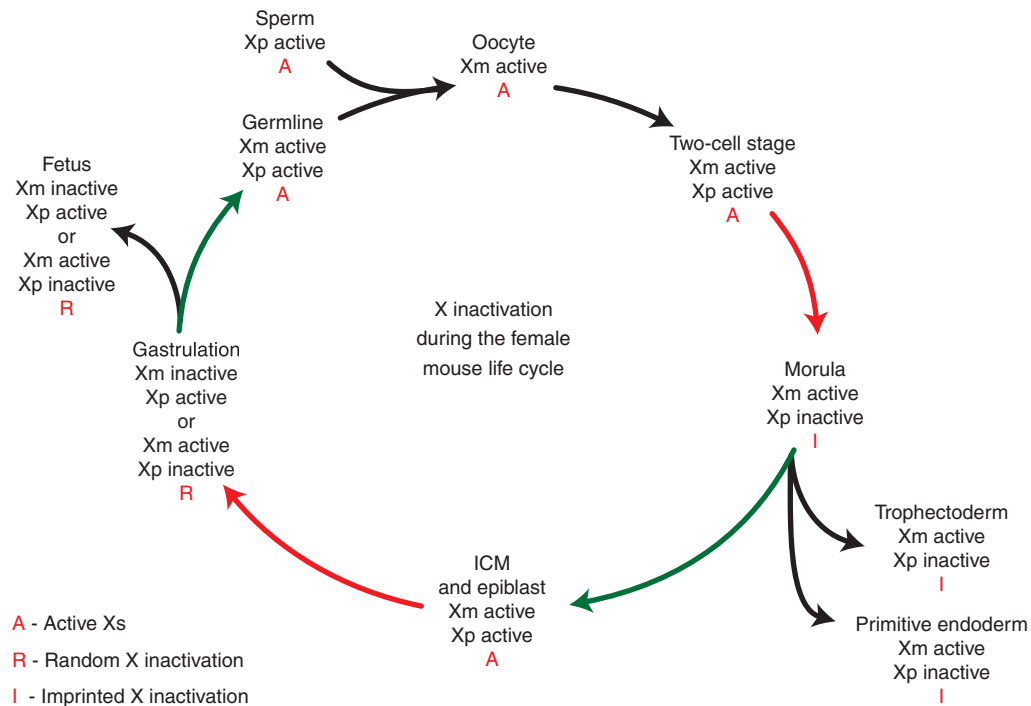 Sperm
Xp active
A
Oocyte
Xm active
A
Two-cell stage
Xm active
Xp active
A
Morula
Xm active
Xp inactive
I
Trophectoderm
Xm active
Xp inactive
I
Primitive endoderm
Xm active
Xp inactive
I
ICM
and epiblast
Xm active
Xp active
A
Gastrulation
Xm inactive
Xp active
or
Xm active
Xp inactive
R
Fetus
Xm inactive
Xp active
or
Xm active
Xp inactive
R
Germline
Xm active
Xp active
A
X inactivation
during the female
mouse life cycle
A - Active Xs
R - Random X inactivation
I - Imprinted X inactivation